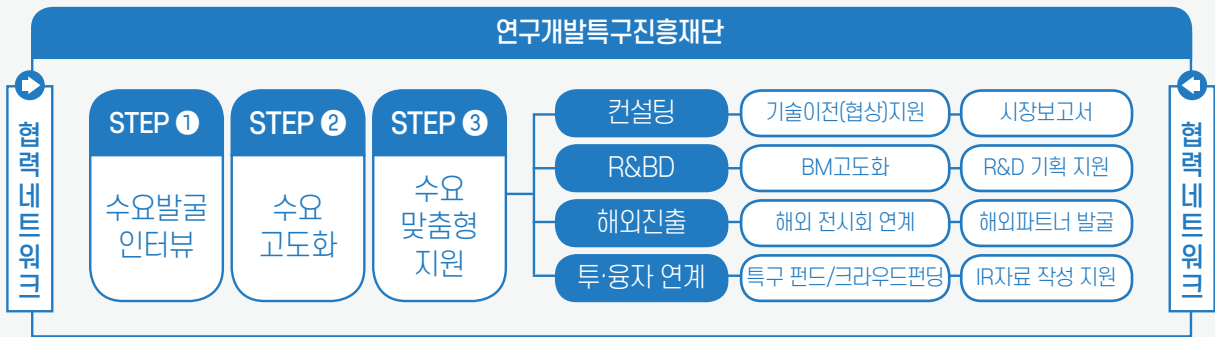 연구개발특구진흥재단
협력네트워크
STEP ❶
수요발굴
인터뷰
STEP ❷
수요
고도화
STEP ❸
수요
맞춤형
지원
컨설팅
기술이전(협상)지원
시장보고서
R&BD
BM고도화
R&D 기획 지원
해외진출
해외 전시회 연계
해외파트너 발굴
투·융자 연계
특구 펀드/크라우드펀딩
IR자료 작성 지원
협력네트워크